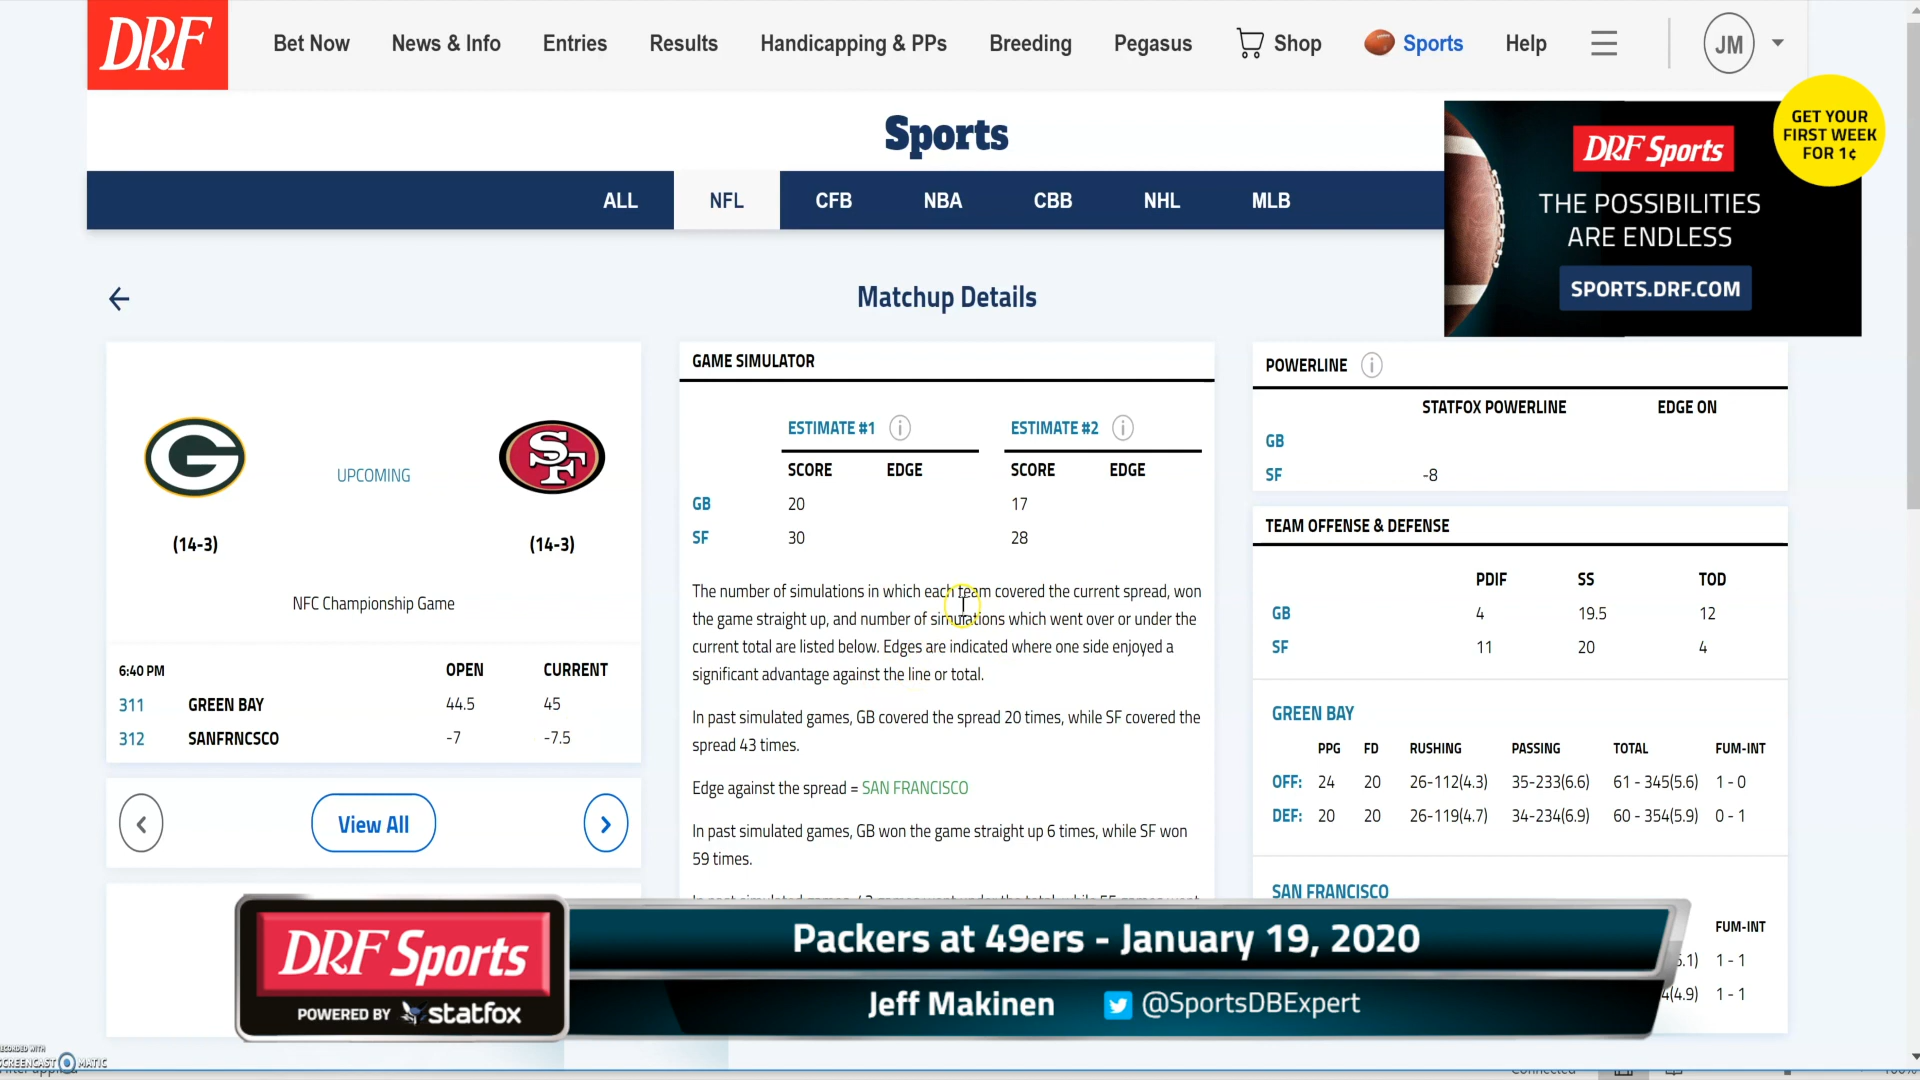 DRF
Bet Now
News & Info
Entries
Results
Handicapping & PPs
Breeding
Pegasus
Shop
Sports
Help
JM
Sports
ALL
NFL
CFB
NBA
CBB
NHL
MLB
GET YOUR
FIRST WEEK
FOR 1¢
DRF Sports
THE POSSIBILITIES
ARE ENDLESS
SPORTS.DRF.COM
Matchup Details
G
SF
UPCOMING
(14-3)
(14-3)
NFC Championship Game
6:40 PM OPEN CURRENT
311 GREEN BAY 44.5 45
312 SANFRNCSCO -7 -7.5
View All
GAME SIMULATOR
ESTIMATE #1 i ESTIMATE #2 i
SCORE EDGE SCORE EDGE
GB 20 17
SF 30 28
The number of simulations in which each team covered the current spread, won
the game straight up, and number of simulations which went over or under the
current total are listed below. Edges are indicated where one side enjoyed a
significant advantage against the line or total.
In past simulated games, GB covered the spread 20 times, while SF covered the
spread 43 times.
Edge against the spread = SAN FRANCISCO
In past simulated games, GB won the game straight up 6 times, while SF won
59 times.
POWERLINE i
STATFOX POWERLINE EDGE ON
GB
SF -8
TEAM OFFENSE & DEFENSE
PDIF SS TOD
GB 4 19.5 12
SF 11 20 4
GREEN BAY
PPG FD RUSHING PASSING TOTAL FUM-INT
OFF: 24 20 26-112(4.3) 35-233(6.6) 61 - 345(5.6) 1 - 0
DEF: 20 20 26-119(4.7) 34-234(6.9) 60 - 354(5.9) 0 - 1
SAN FRANCISCO
FUM-INT
1 - 1
4(4.9) 1 - 1
DRF Sports
POWERED BY statfox
Packers at 49ers - January 19, 2020
Jeff Makinen @SportsDBExpert
RECORDED WITH
SCREENCAST MATIC